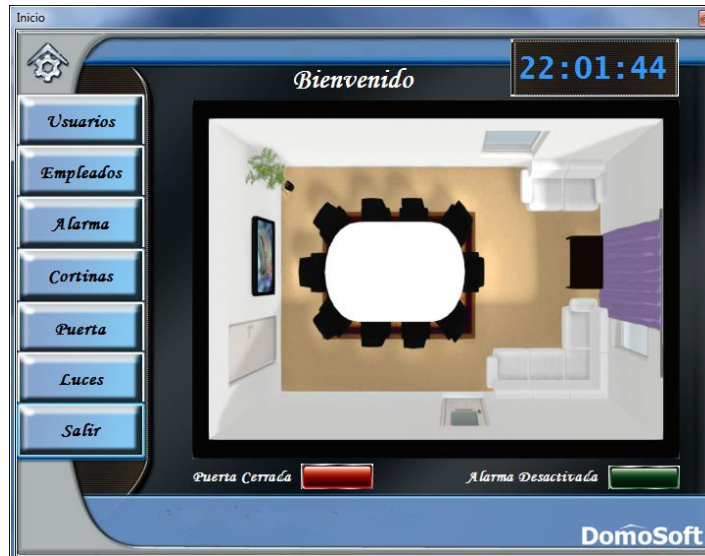 Inicio
Bienvenido
22:01:44
Usuarios
Empleados
Alarma
Cortinas
Puerta
Luces
Salir
Puerta Cerrada
Alarma Desactivada
DomoSoft